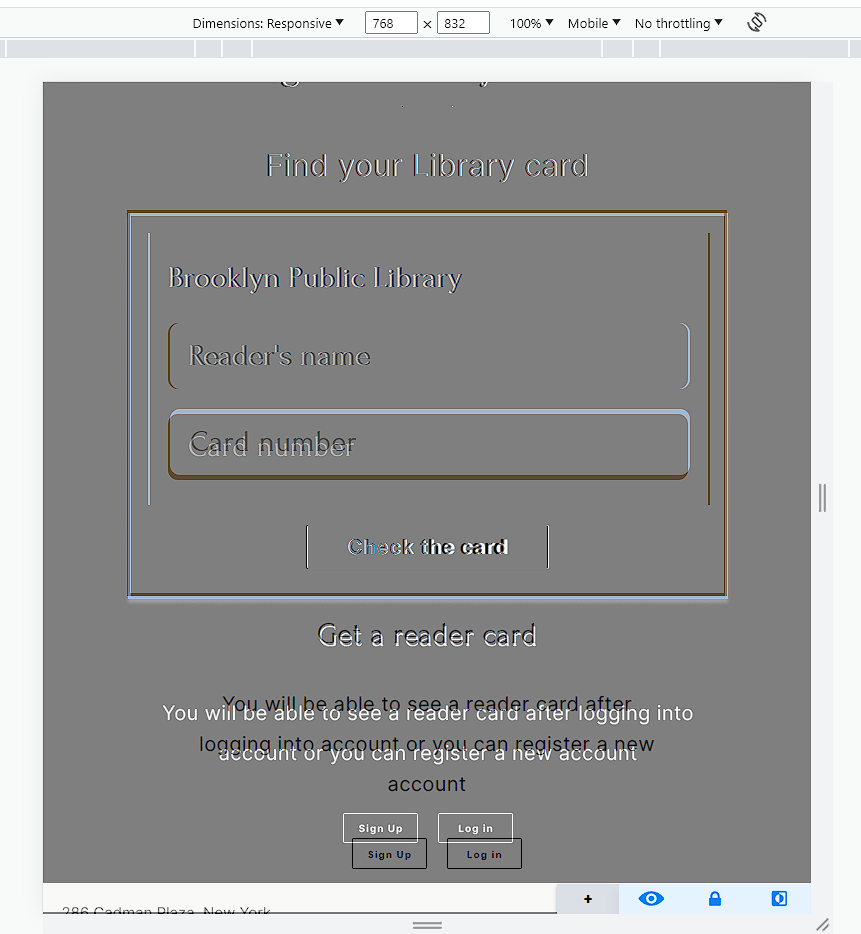 Dimensions: Responsive ▼ 768 × 832 100% ▼ Mobile ▼ No throttling ▼
Find your Library card
Brooklyn Public Library
Reader's name
Card number
Card number
Check the card
Get a reader card
You will be able to see a reader card after
You will be able to see a reader card after logging into
logging into account or you can register a new
account or you can register a new account
account
Sign Up Log in
Sign Up Log in
+
286 Cadman Plaza, New York